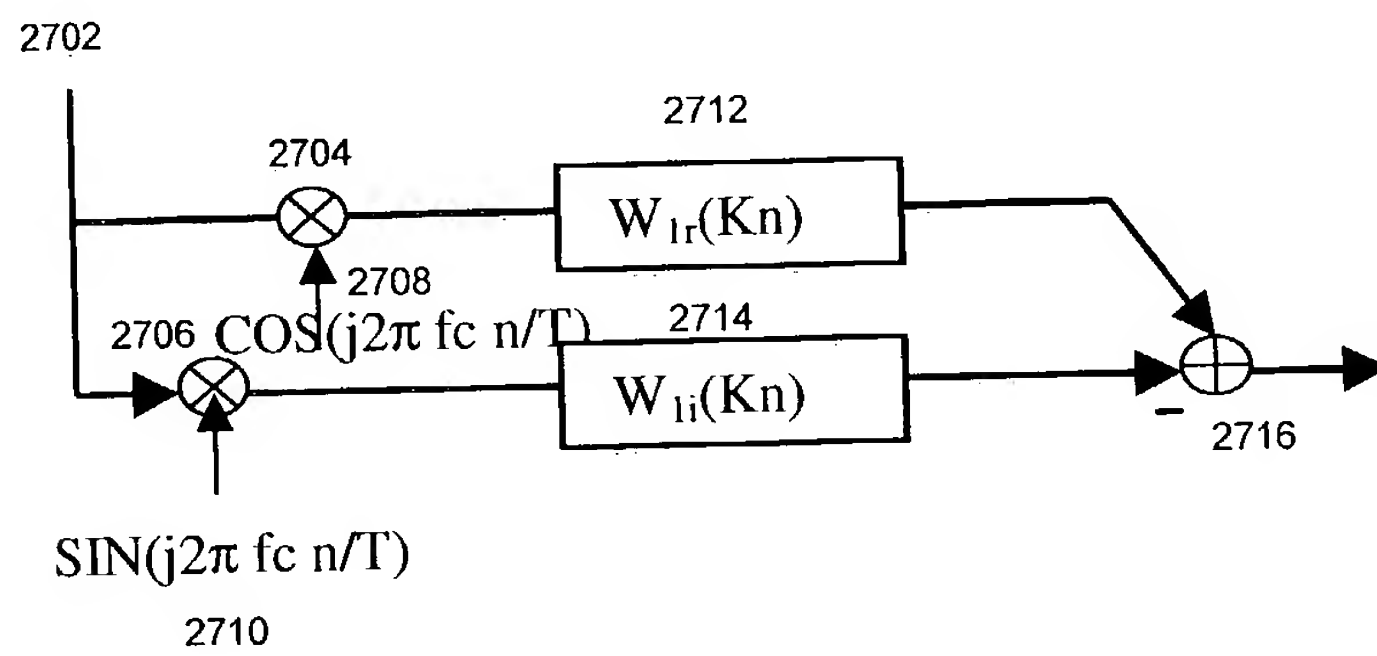 2702
2712
2704
W1r(Kn)
2708
2706 COS(j2π fc n/T)
2714
W1i(Kn)
-
2716
SIN(j2π fc n/T)
2710